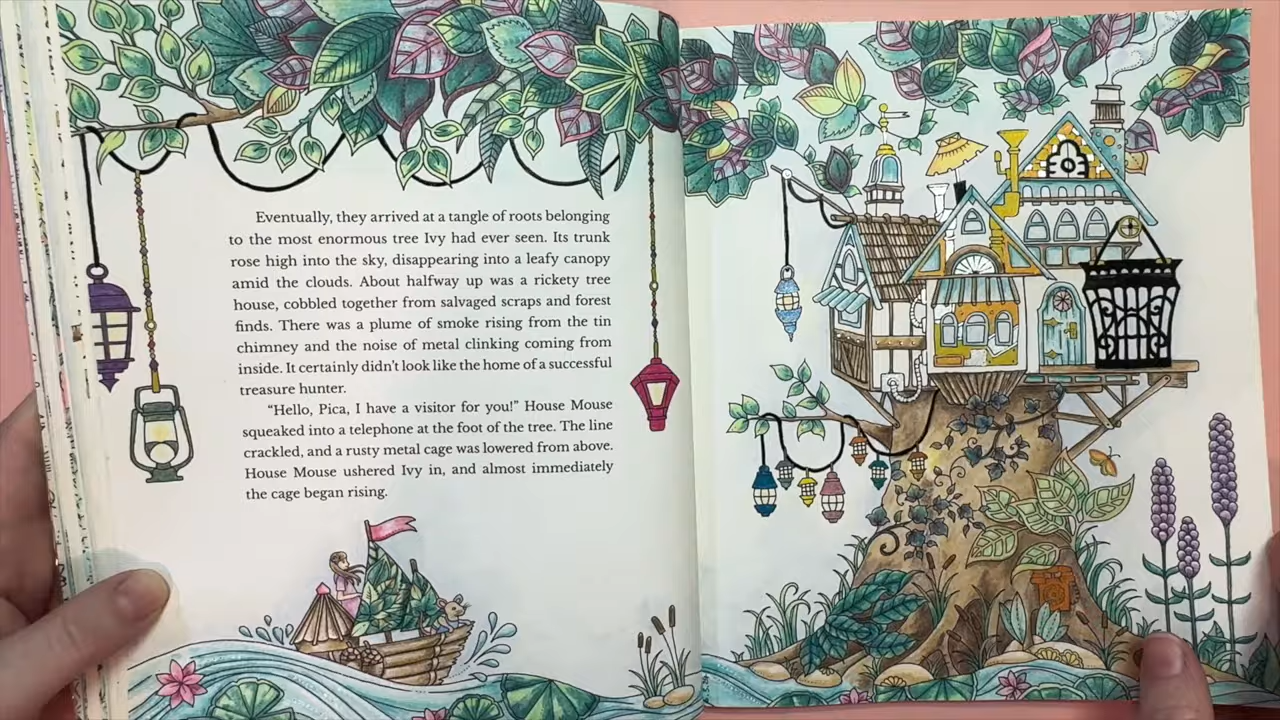 Eventually, they arrived at a tangle of roots belonging
to the most enormous tree Ivy had ever seen. Its trunk
rose high into the sky, disappearing into a leafy canopy
amid the clouds. About halfway up was a rickety tree
house, cobbled together from salvaged scraps and forest
finds. There was a plume of smoke rising from the tin
chimney and the noise of metal clinking coming from
inside. It certainly didn't look like the home of a successful
treasure hunter.
“Hello, Pica, I have a visitor for you!” House Mouse
squeaked into a telephone at the foot of the tree. The line
crackled, and a rusty metal cage was lowered from above.
House Mouse ushered Ivy in, and almost immediately
the cage began rising.